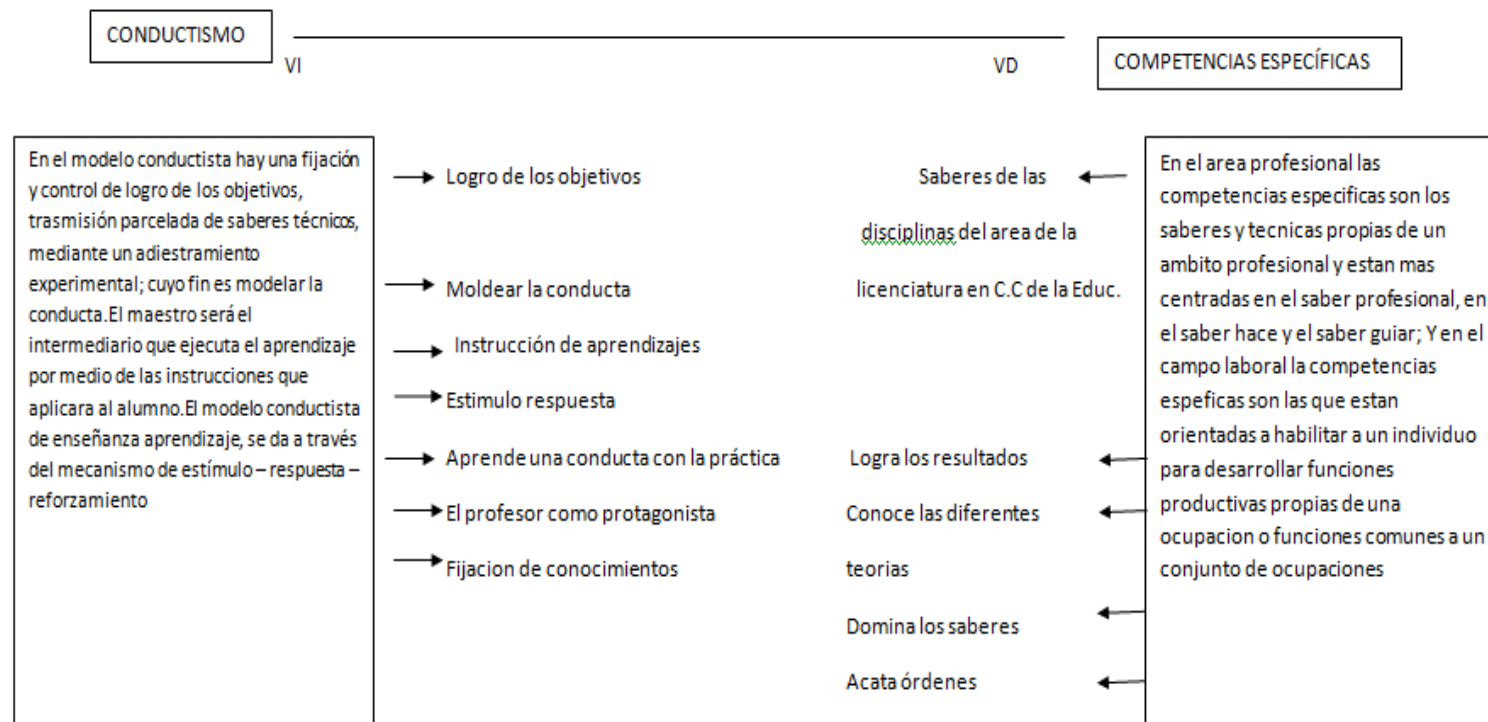 CONDUCTISMO
VI
VD
COMPETENCIAS ESPECÍFICAS
En el modelo conductista hay una fijación
y control de logro de los objetivos,
trasmisión parcelada de saberes técnicos,
mediante un adiestramiento
experimental; cuyo fin es modelar la
conducta.El maestro será el
intermediario que ejecuta el aprendizaje
por medio de las instrucciones que
aplicara al alumno.El modelo conductista
de enseñanza aprendizaje, se da a través
del mecanismo de estímulo – respuesta –
reforzamiento
Logro de los objetivos
Moldear la conducta
Instrucción de aprendizajes
Estimulo respuesta
Aprende una conducta con la práctica
El profesor como protagonista
Fijacion de conocimientos
Saberes de las
disciplinas del area de la
licenciatura en C.C de la Educ.
Logra los resultados
Conoce las diferentes
teorias
Domina los saberes
Acata órdenes
En el area profesional las
competencias especificas son los
saberes y tecnicas propias de un
ambito profesional y estan mas
centradas en el saber profesional, en
el saber hace y el saber guiar; Y en el
campo laboral la competencias
espeficas son las que estan
orientadas a habilitar a un individuo
para desarrollar funciones
productivas propias de una
ocupacion o funciones comunes a un
conjunto de ocupaciones